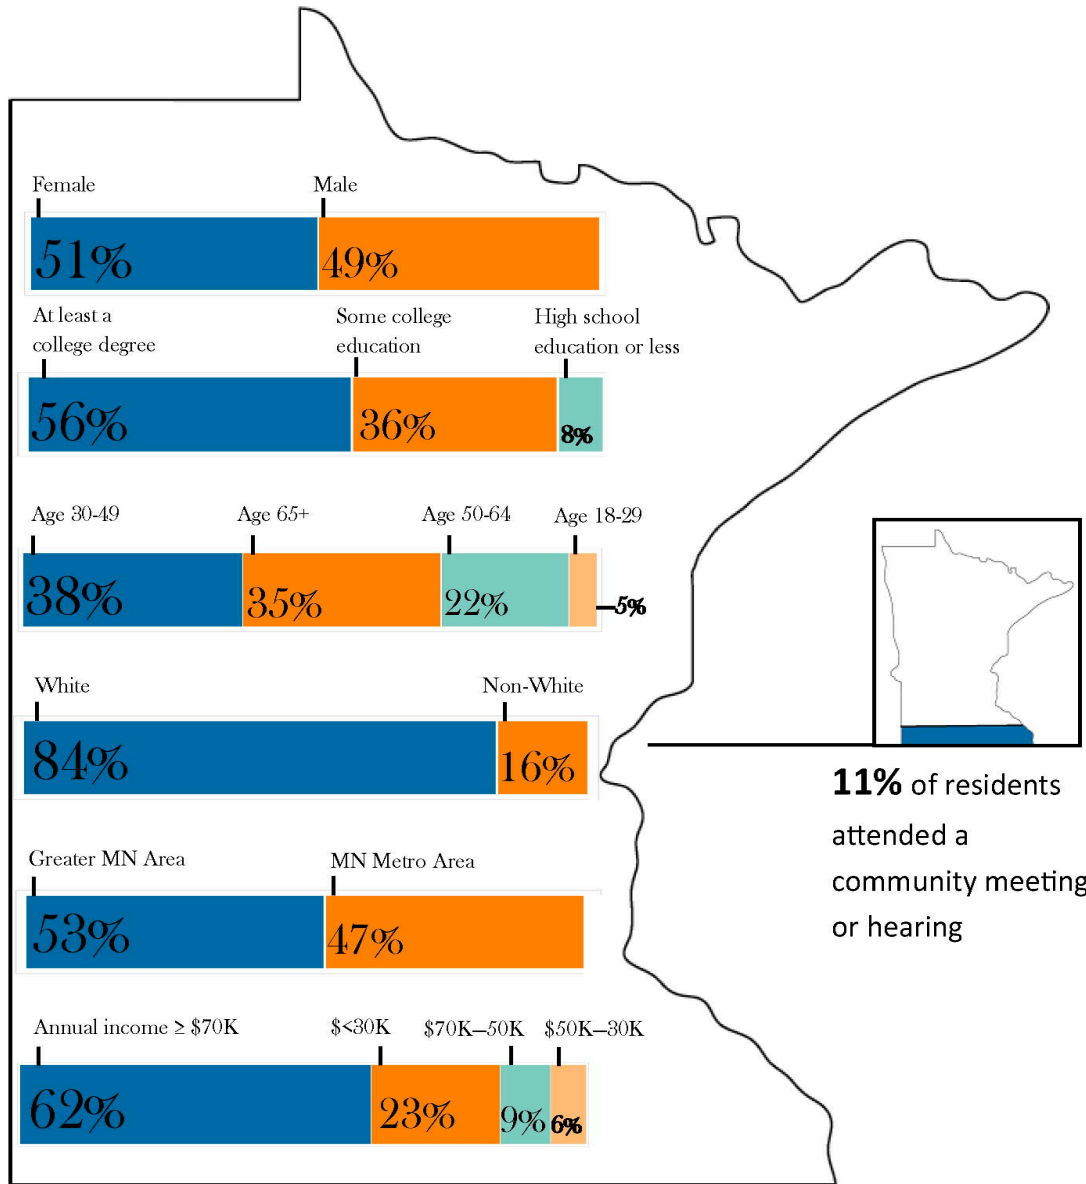 Female Male
51% 49%
At least a Some college High school
college degree education education or less
56% 36% 8%
Age 30-49 Age 65+ Age 50-64 Age 18-29
38% 35% 22% 5%
White Non-White
84% 16%
11% of residents
attended a
community meeting
or hearing
Greater MN Area MN Metro Area
53% 47%
Annual income ≥ $70K $<30K $70K–50K $50K–30K
62% 23% 9% 6%